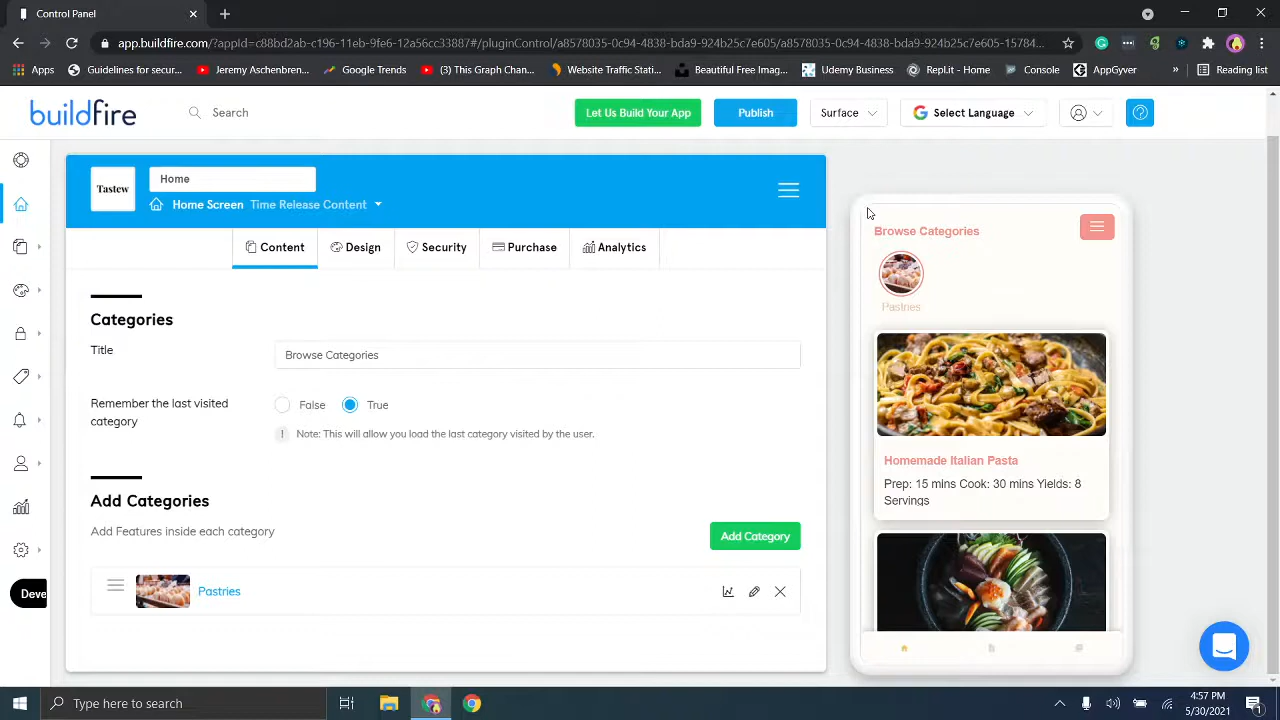 Control Panel
app.buildfire.com/?appId=c88bd2ab-c196-11eb-9fe6-12a56cc33887#/pluginControl/a8578035-0c94-4838-bda9-924b25c7e605/a8578035-0c94-4838-bda9-924b25c7e605-15784...
Apps
Guidelines for secur...
Jeremy Aschenbren...
Google Trends
(3) This Graph Chan...
Website Traffic Stati...
Beautiful Free Imag...
Udemy Business
Repl.it - Home
Console
AppGyver
»
Reading list
buildfire
Search
Let Us Build Your App
Publish
Surface
Select Language
Tastew
Home
Home Screen
Time Release Content
Content
Design
Security
Purchase
Analytics
Categories
Title
Browse Categories
Remember the last visited
category
False
True
Note: This will allow you load the last category visited by the user.
Add Categories
Add Features inside each category
Add Category
Pastries
Deve
Browse Categories
Pastries
Homemade Italian Pasta
Prep: 15 mins Cook: 30 mins Yields: 8
Servings
Type here to search
4:57 PM
5/30/2021